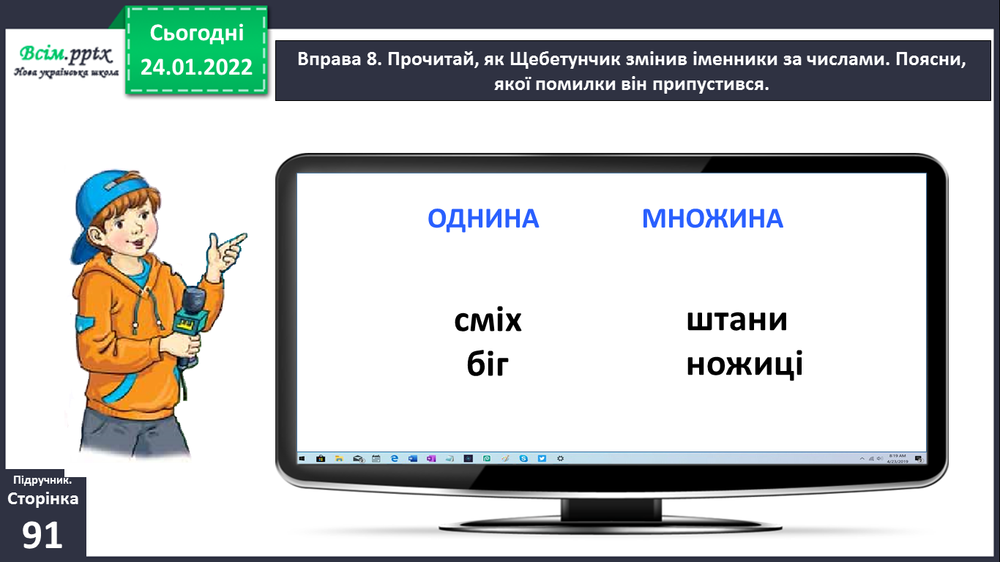 Всім.pptx
Нова українська школа
Сьогодні
24.01.2022
Вправа 8. Прочитай, як Щебетунчик змінив іменники за числами. Поясни,
якої помилки він припустився.
ОДНИНА МНОЖИНА
сміх штани
біг ножиці
8:19 AM
4/23/2019
Підручник.
Сторінка
91